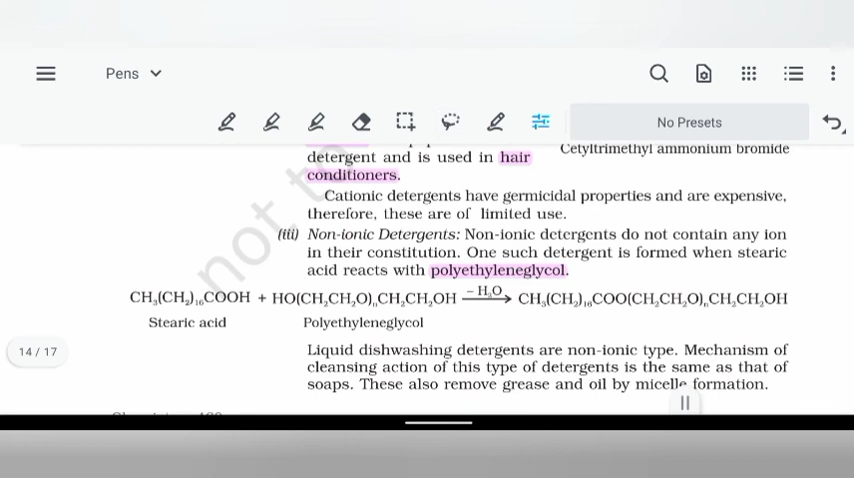 Pens
No Presets
Cetyltrimethyl ammonium bromide
detergent and is used in hair
conditioners.
Cationic detergents have germicidal properties and are expensive,
therefore, these are of limited use.
(iii) Non-ionic Detergents: Non-ionic detergents do not contain any ion
in their constitution. One such detergent is formed when stearic
acid reacts with polyethyleneglycol.
CH₃(CH₂)₁₆COOH + HO(CH₂CH₂O)ₙCH₂CH₂OH —H₂O→ CH₃(CH₂)₁₆COO(CH₂CH₂O)ₙCH₂CH₂OH
Stearic acid Polyethyleneglycol
14 / 17
Liquid dishwashing detergents are non-ionic type. Mechanism of
cleansing action of this type of detergents is the same as that of
soaps. These also remove grease and oil by micelle formation.
not to